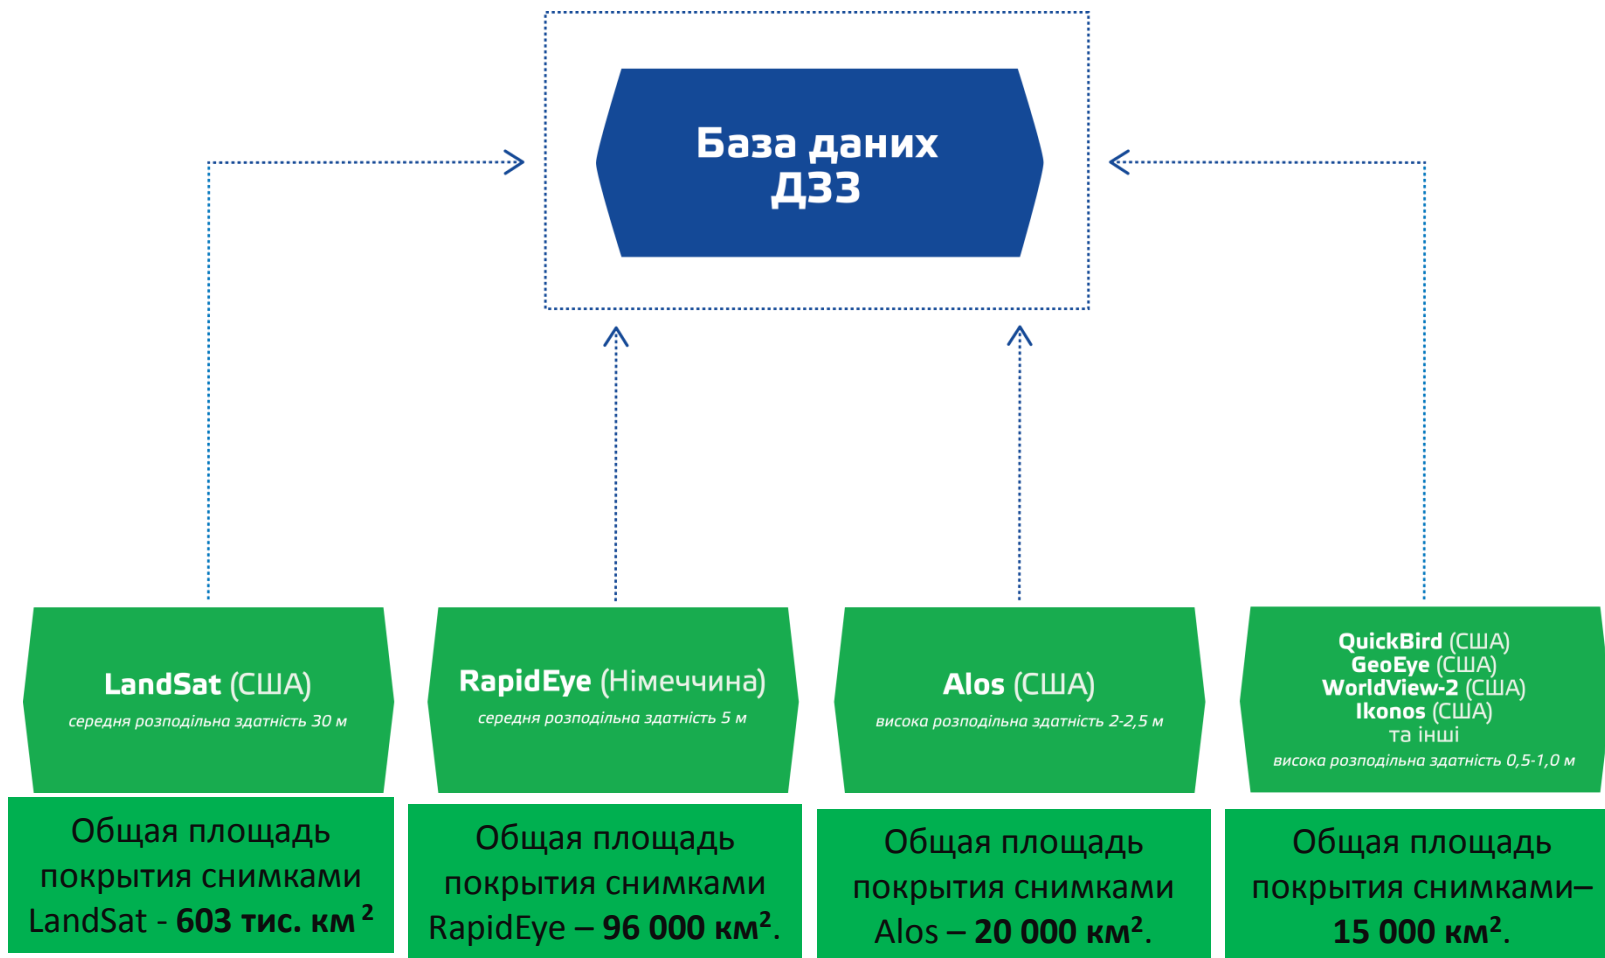 База даних
ДЗЗ
LandSat (США)
середня розподільна здатність 30 м
RapidEye (Німеччина)
середня розподільна здатність 5 м
Alos (США)
висока розподільна здатність 2-2,5 м
QuickBird (США)
GeoEye (США)
WorldView-2 (США)
Ikonos (США)
та інші
висока розподільна здатність 0,5-1,0 м
Общая площадь
покрытия снимками
LandSat - 603 тис. км ²
Общая площадь
покрытия снимками
RapidEye – 96 000 км².
Общая площадь
покрытия снимками
Alos – 20 000 км².
Общая площадь
покрытия снимками–
15 000 км².